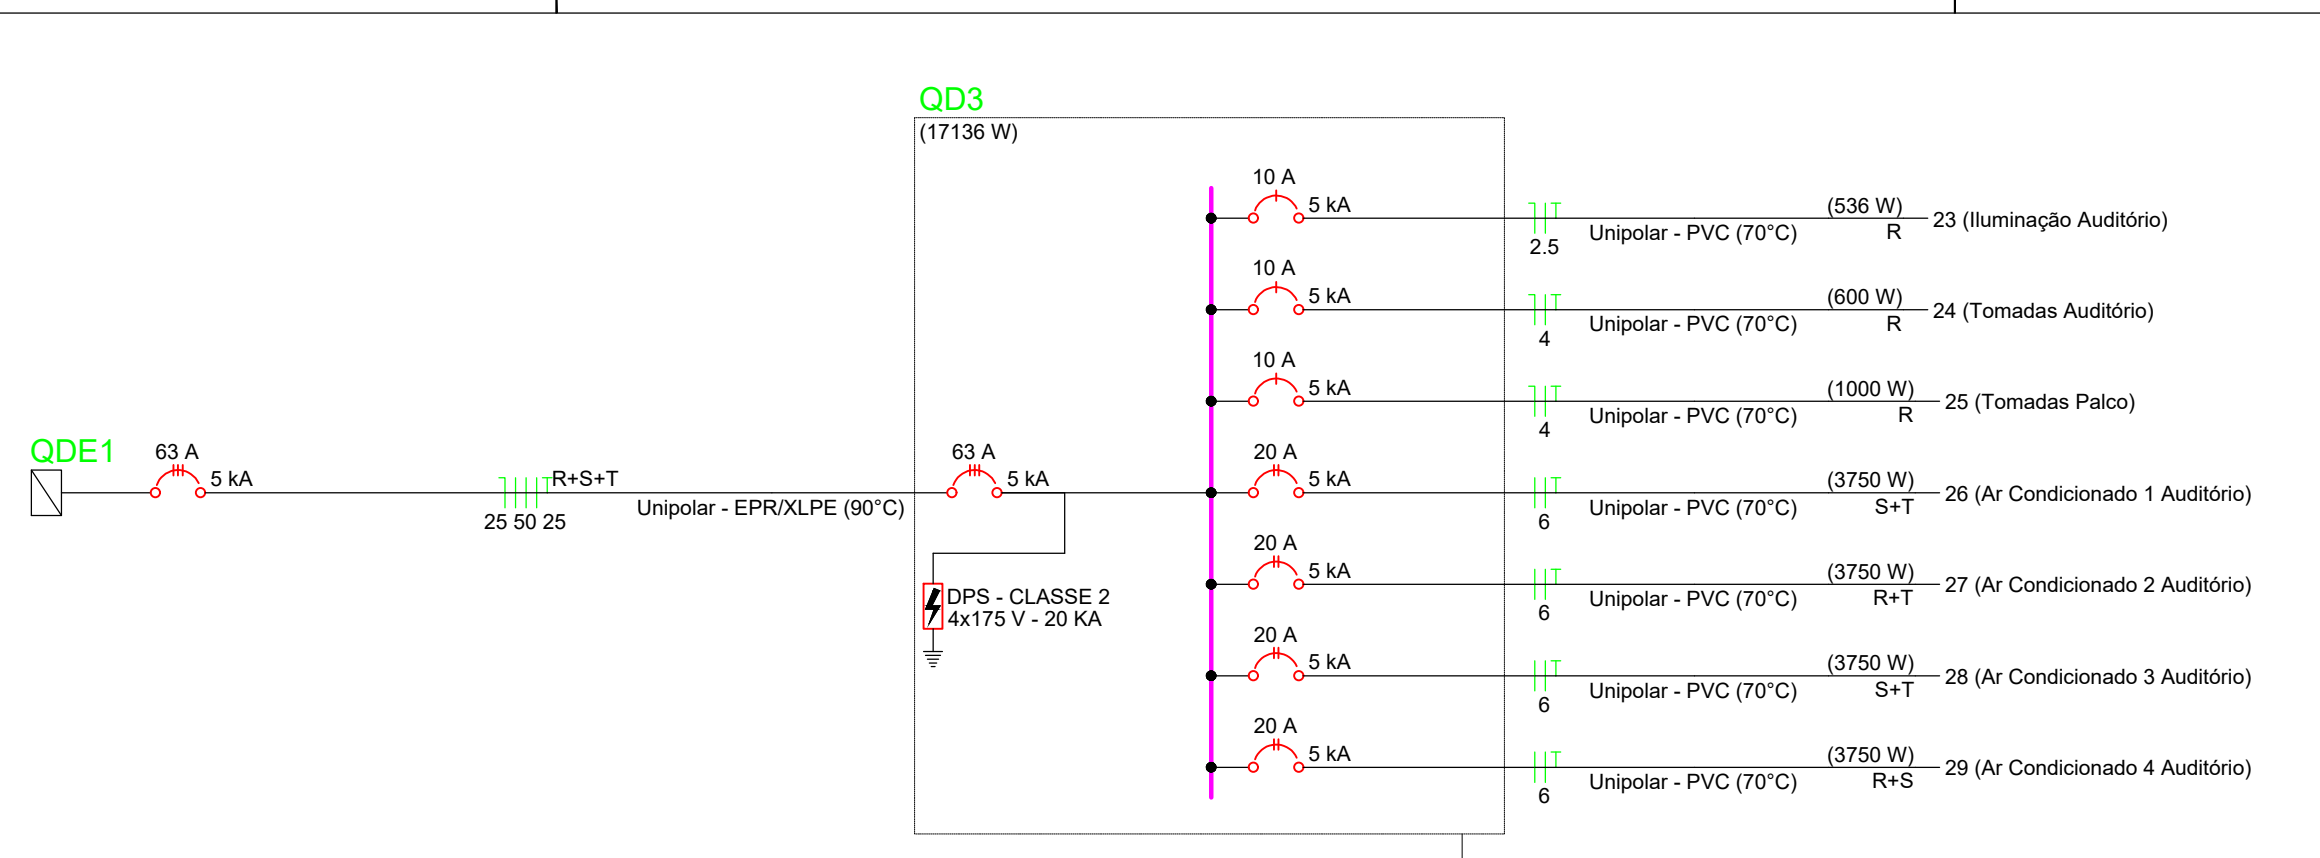 QD3
(17136 W)
10 A
5 kA
2.5
Unipolar - PVC (70°C)
(536 W)
R
23 (Iluminação Auditório)
10 A
5 kA
4
Unipolar - PVC (70°C)
(600 W)
R
24 (Tomadas Auditório)
10 A
5 kA
4
Unipolar - PVC (70°C)
(1000 W)
R
25 (Tomadas Palco)
QDE1
63 A
5 kA
R+S+T
25 50 25
Unipolar - EPR/XLPE (90°C)
63 A
5 kA
20 A
5 kA
6
Unipolar - PVC (70°C)
(3750 W)
S+T
26 (Ar Condicionado 1 Auditório)
DPS - CLASSE 2
4x175 V - 20 KA
20 A
5 kA
6
Unipolar - PVC (70°C)
(3750 W)
R+T
27 (Ar Condicionado 2 Auditório)
20 A
5 kA
6
Unipolar - PVC (70°C)
(3750 W)
S+T
28 (Ar Condicionado 3 Auditório)
20 A
5 kA
6
Unipolar - PVC (70°C)
(3750 W)
R+S
29 (Ar Condicionado 4 Auditório)